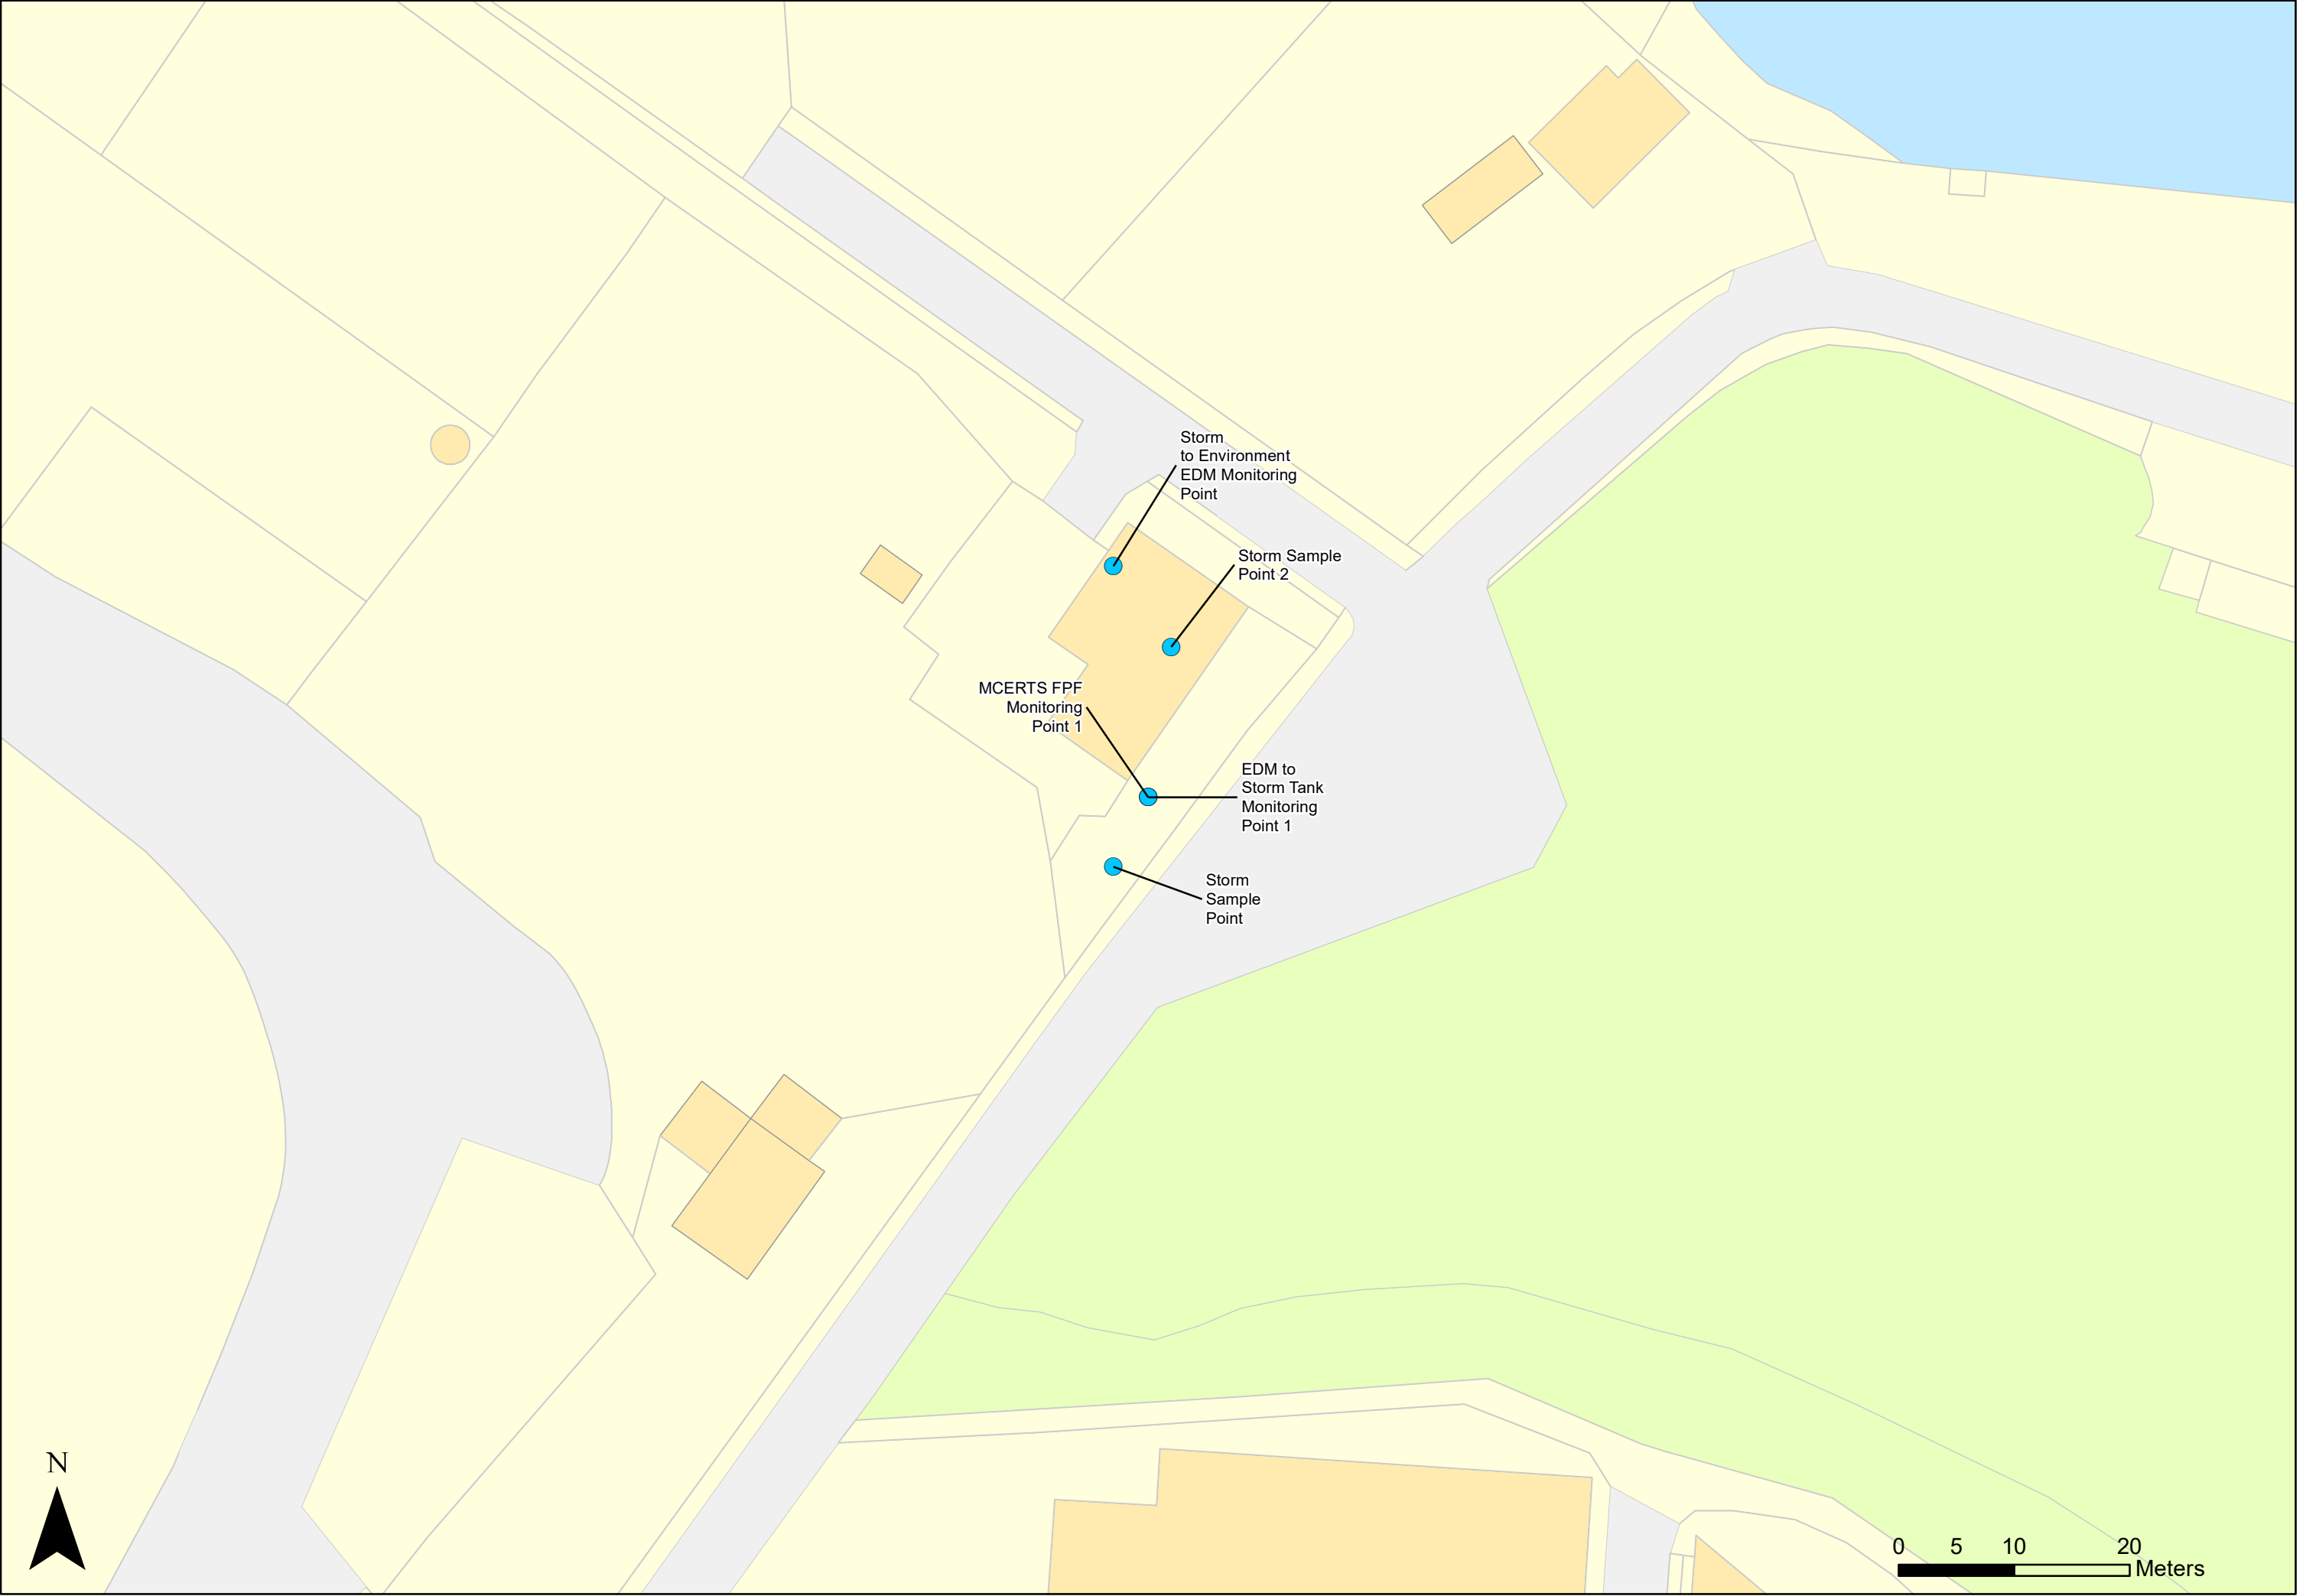 Storm
to Environment
EDM Monitoring
Point
Storm Sample
Point 2
MCERTS FPF
Monitoring
Point 1
EDM to
Storm Tank
Monitoring
Point 1
Storm
Sample
Point
N
0 5 10 20
Meters